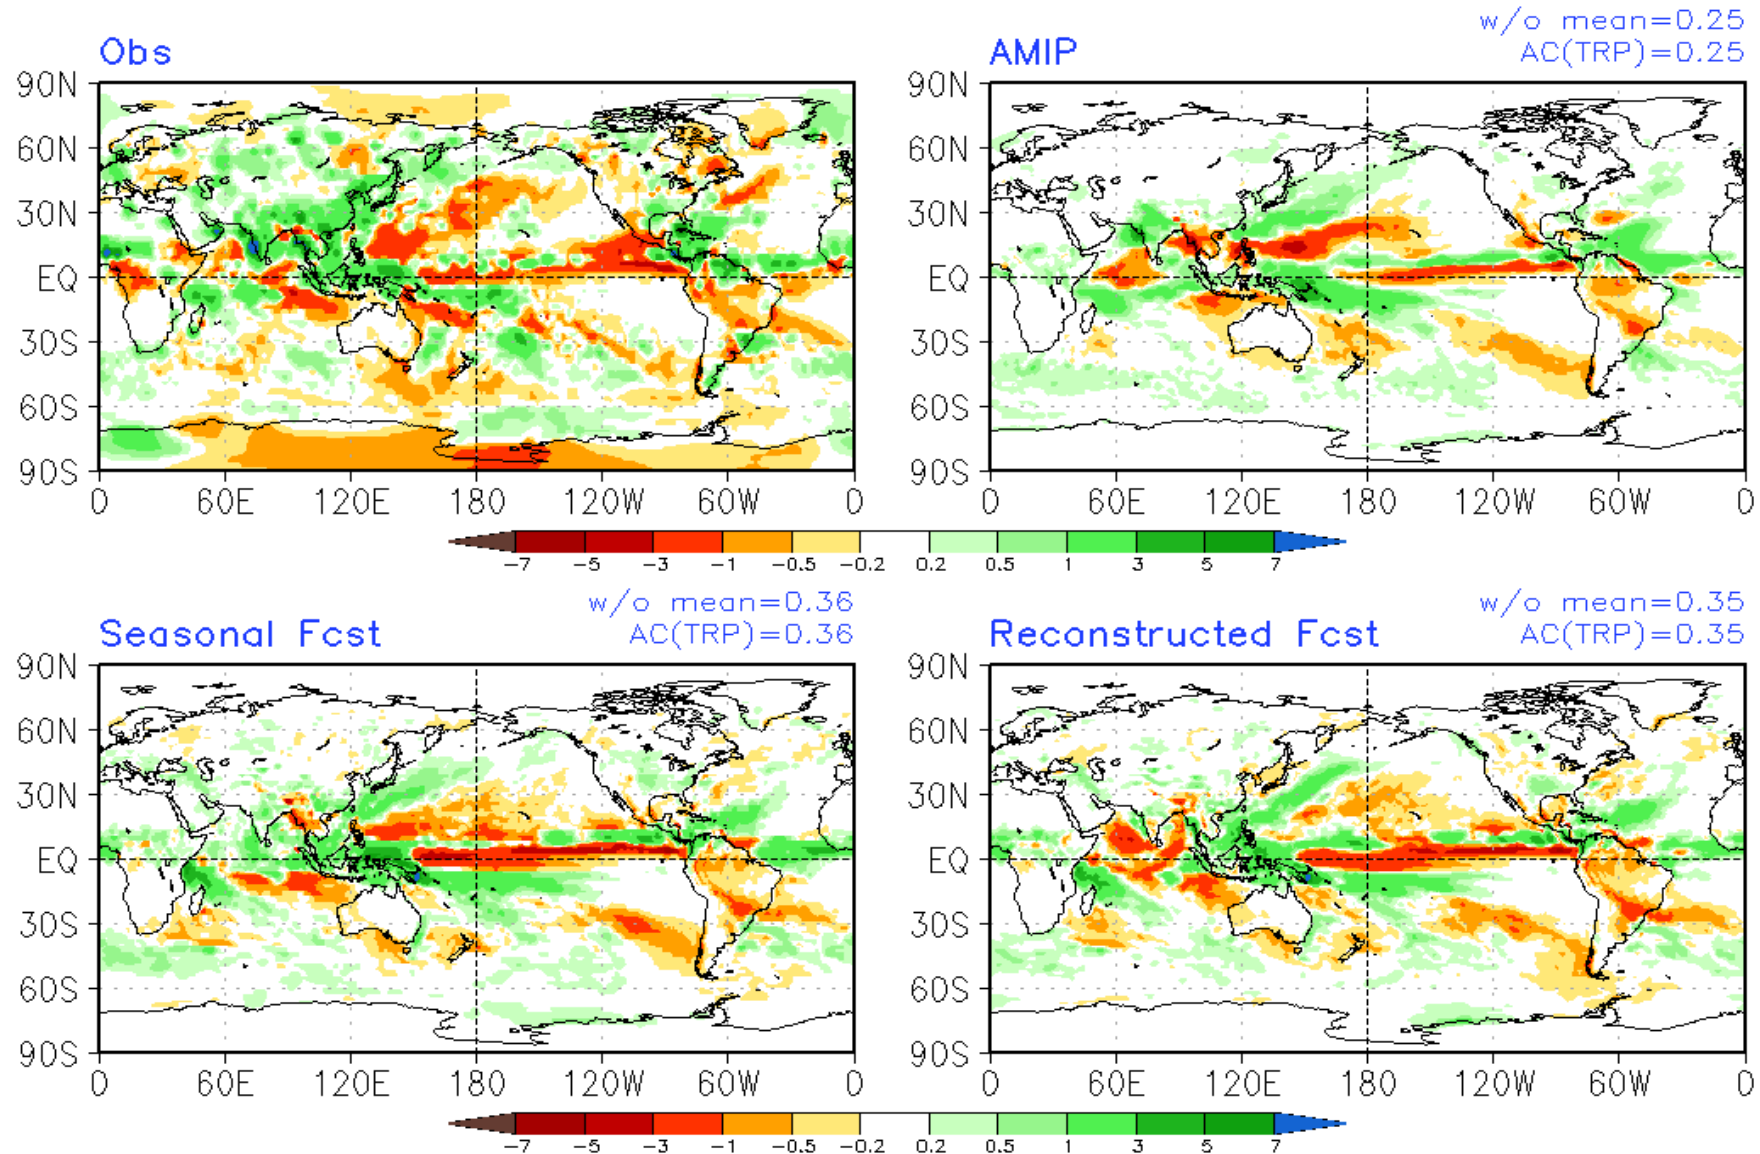 w/o mean=0.25
Obs
AMIP
AC(TRP)=0.25
90N
60N
30N
EQ
30S
60S
90S
0 60E 120E 180 120W 60W 0
90N
60N
30N
EQ
30S
60S
90S
0 60E 120E 180 120W 60W 0
-7 -5 -3 -1 -0.5 -0.2 0.2 0.5 1 3 5 7
w/o mean=0.36
Seasonal Fcst
AC(TRP)=0.36
w/o mean=0.35
Reconstructed Fcst
AC(TRP)=0.35
90N
60N
30N
EQ
30S
60S
90S
0 60E 120E 180 120W 60W 0
90N
60N
30N
EQ
30S
60S
90S
0 60E 120E 180 120W 60W 0
-7 -5 -3 -1 -0.5 -0.2 0.2 0.5 1 3 5 7